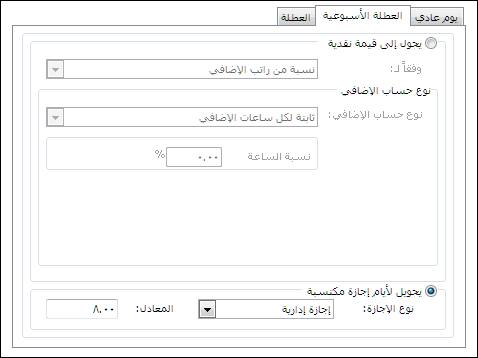 يوم عادي
العطلة الأسبوعية
العطلة
يحول إلى قيمة نقدية
وفقاً لـ:
نسبة من راتب الإضافي
نوع حساب الإضافي
نوع حساب الإضافي:
ثابتة لكل ساعات الإضافي
نسبة الساعة
٠.٠٠
%
يحويل لأيام إجازة مكتسبة
نوع الإجازة:
إجازة إدارية
المعادل:
٨.٠٠